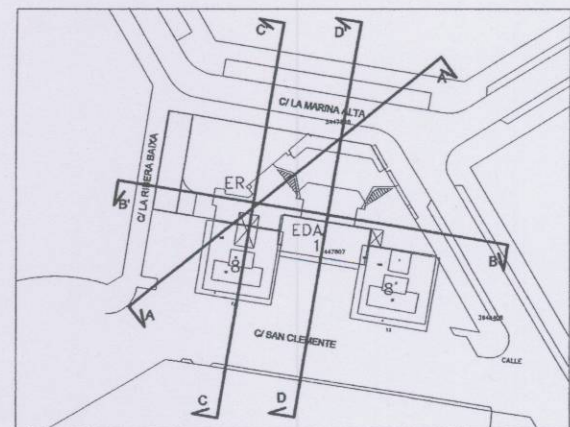 C'
D'
A'
C/ LA MARINA ALTA
C/ LA RIBERA BAIXA
ER.
B'
EDA
1
B
8
8
A
C/ SAN CLEMENTE
CALLE
C
D